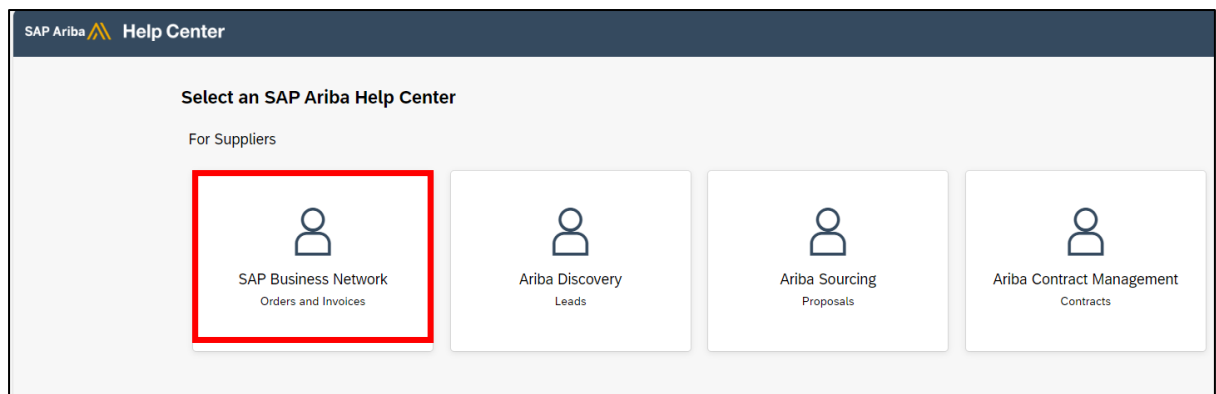 SAP Ariba Help Center
Select an SAP Ariba Help Center
For Suppliers
SAP Business Network
Orders and Invoices
Ariba Discovery
Leads
Ariba Sourcing
Proposals
Ariba Contract Management
Contracts